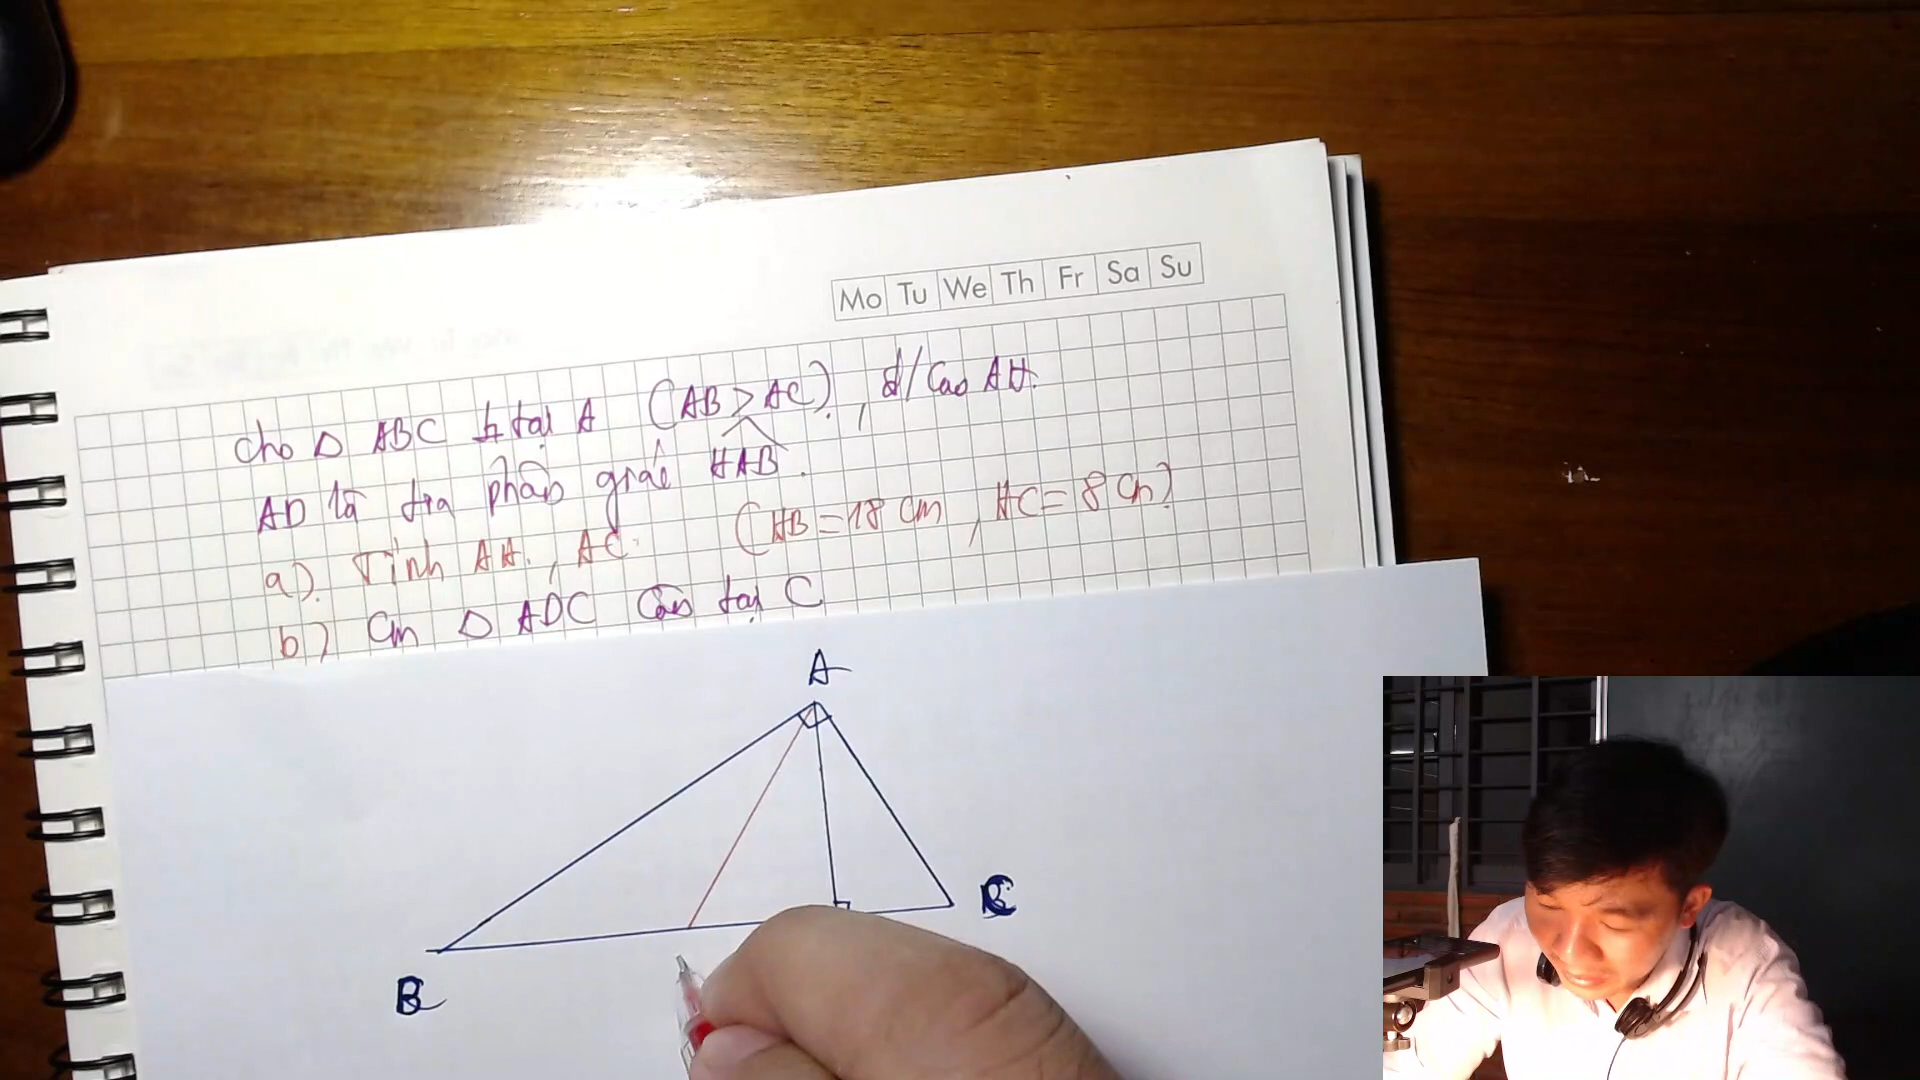 Mo Tu We Th Fr Sa Su
Cho Δ ABC ⊥ tại A (AB > AC), đ/cao AH.
AD là tia phân giác HAB.
a). Tính AH, AC. (HB = 18 cm, HC = 8 cm)
b) Cm Δ ADC cân tại C
A
C
B